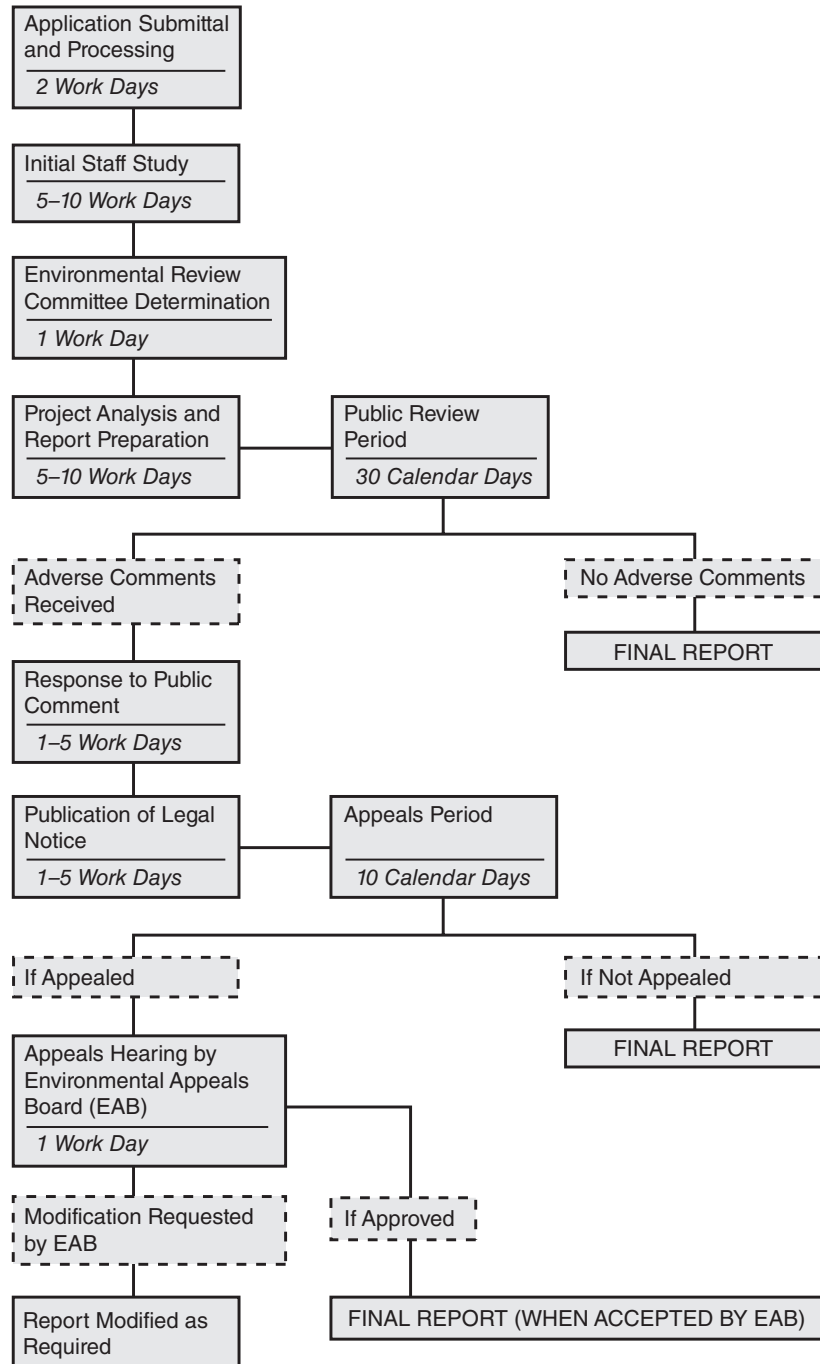 Application Submittal
and Processing
2 Work Days
Initial Staff Study
5–10 Work Days
Environmental Review
Committee Determination
1 Work Day
Project Analysis and
Report Preparation
5–10 Work Days
Public Review
Period
30 Calendar Days
Adverse Comments
Received
No Adverse Comments
FINAL REPORT
Response to Public
Comment
1–5 Work Days
Publication of Legal
Notice
1–5 Work Days
Appeals Period
10 Calendar Days
If Appealed
If Not Appealed
FINAL REPORT
Appeals Hearing by
Environmental Appeals
Board (EAB)
1 Work Day
Modification Requested
by EAB
If Approved
Report Modified as
Required
FINAL REPORT (WHEN ACCEPTED BY EAB)